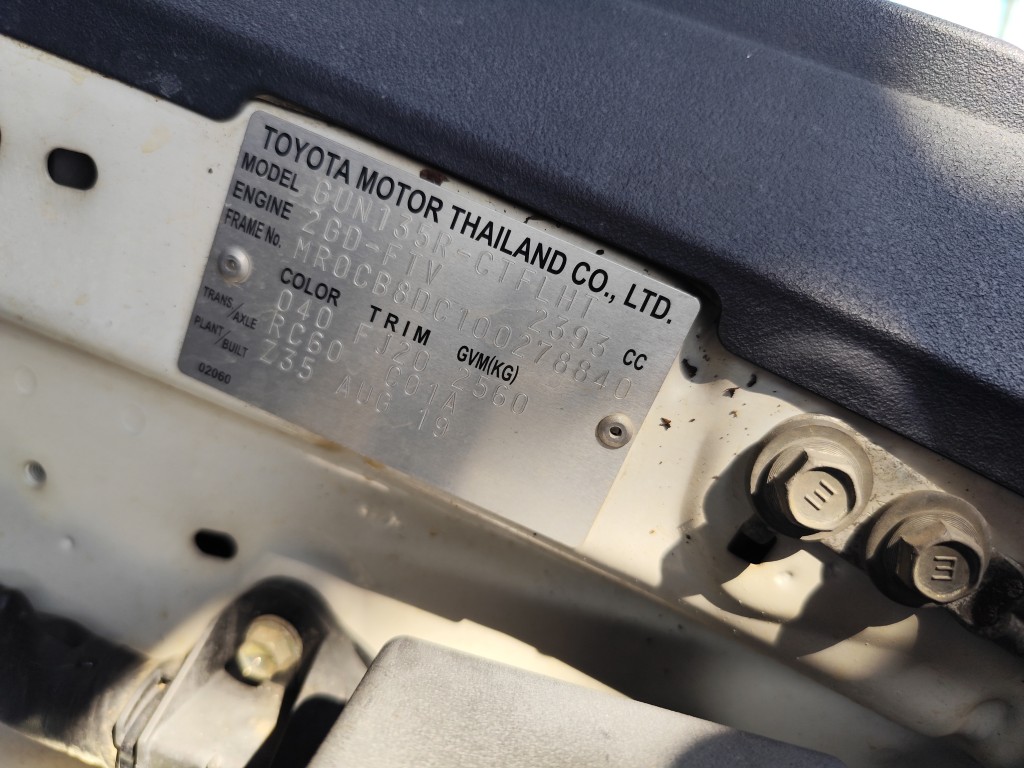 TOYOTA MOTOR THAILAND CO., LTD.
MODEL GUN135R-CTFLHT
ENGINE 2GD-FTV 2393 CC
FRAME No. MR0CB8DC100278840
COLOR TRIM GVM(KG)
040 FJ20 2560
TRANS./AXLE RC60 C01A
PLANT/BUILT Z35 AUG 19
02060